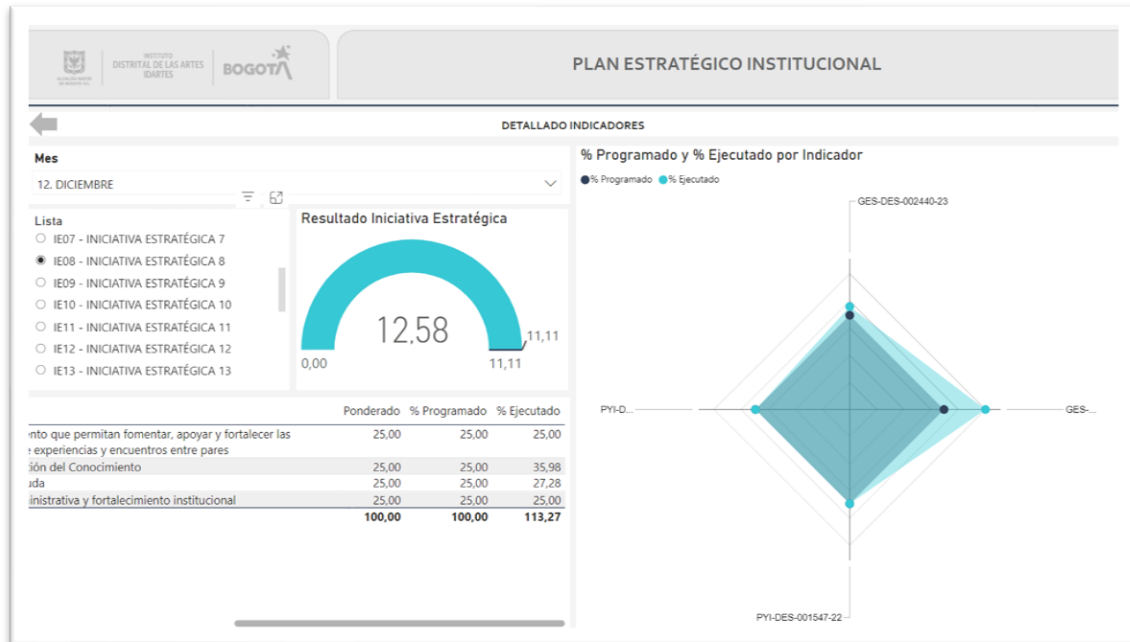 INSTITUTO
DISTRITAL DE LAS ARTES
IDARTES
BOGOTÁ
PLAN ESTRATÉGICO INSTITUCIONAL
DETALLADO INDICADORES
Mes
12. DICIEMBRE
Lista
IE07 - INICIATIVA ESTRATÉGICA 7
IE08 - INICIATIVA ESTRATÉGICA 8
IE09 - INICIATIVA ESTRATÉGICA 9
IE10 - INICIATIVA ESTRATÉGICA 10
IE11 - INICIATIVA ESTRATÉGICA 11
IE12 - INICIATIVA ESTRATÉGICA 12
IE13 - INICIATIVA ESTRATÉGICA 13
Resultado Iniciativa Estratégica
12,58
11,11
0,00
11,11
Ponderado % Programado % Ejecutado
nto que permitan fomentar, apoyar y fortalecer las 25,00 25,00 25,00
e experiencias y encuentros entre pares
ión del Conocimiento 25,00 25,00 35,98
uda 25,00 25,00 27,28
inistrativa y fortalecimiento institucional 25,00 25,00 25,00
100,00 100,00 113,27
% Programado y % Ejecutado por Indicador
% Programado % Ejecutado
GES-DES-002440-23
PYI-D...
GES-...
PYI-DES-001547-22